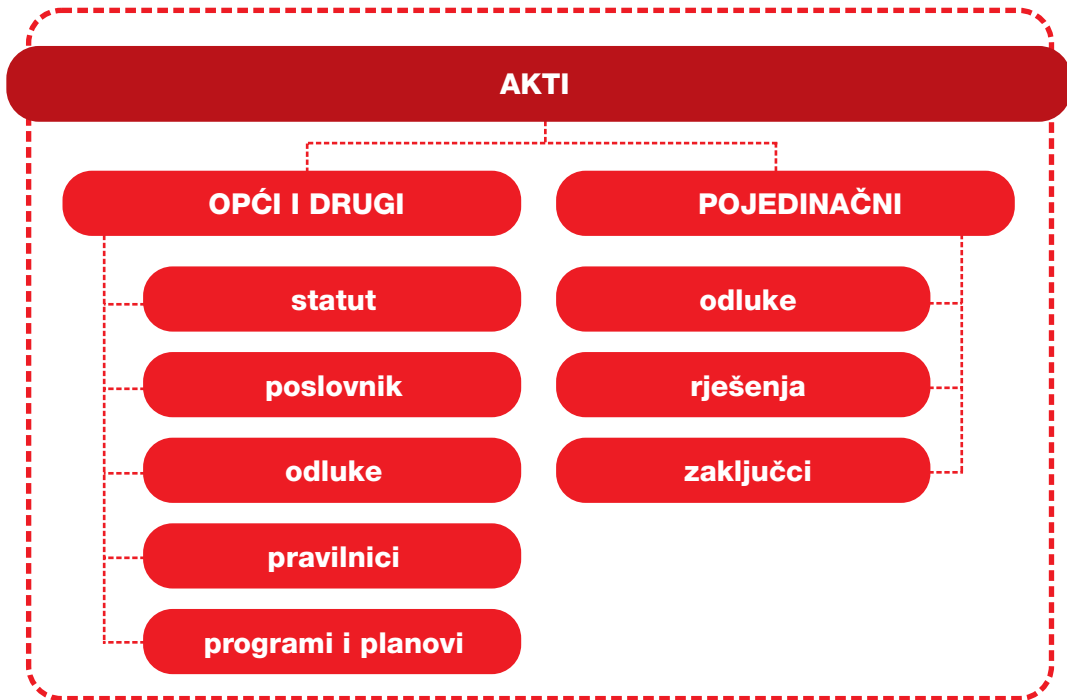 AKTI
OPĆI I DRUGI
statut
poslovnik
odluke
pravilnici
programi i planovi
POJEDINAČNI
odluke
rješenja
zaključci